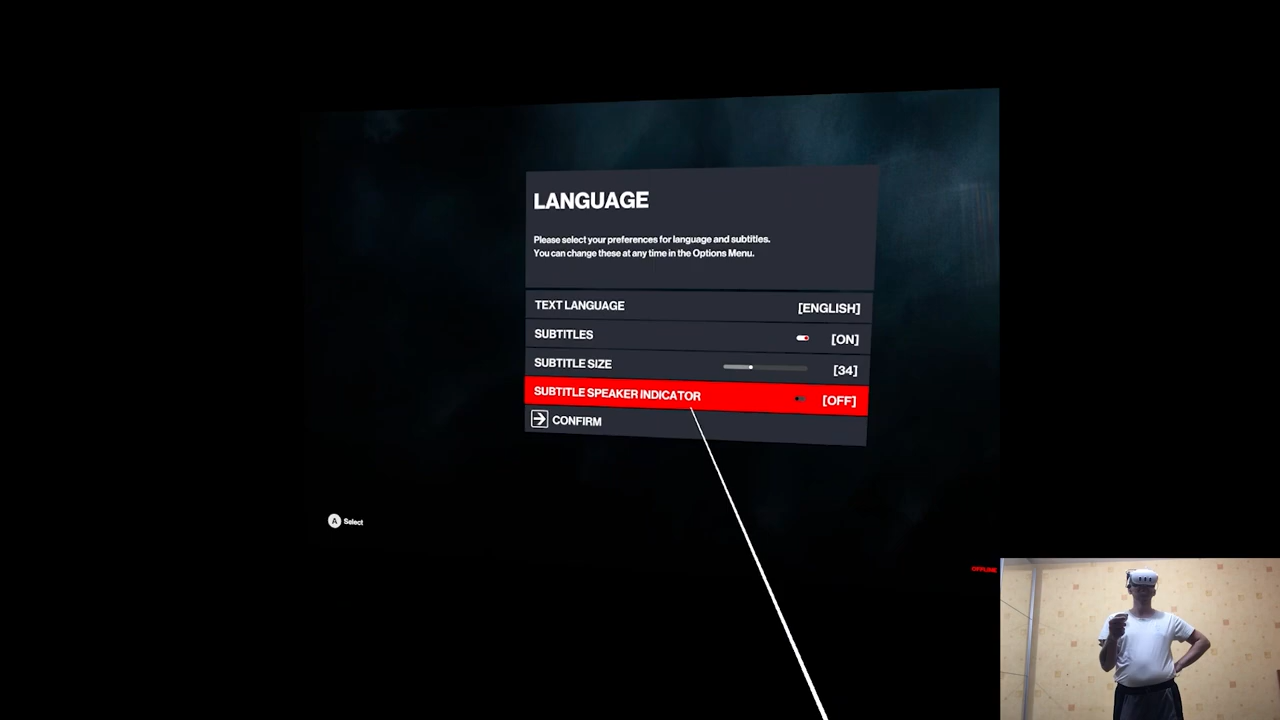 LANGUAGE
Please select your preferences for language and subtitles.
You can change these at any time in the Options Menu.
TEXT LANGUAGE [ENGLISH]
SUBTITLES [ON]
SUBTITLE SIZE [34]
SUBTITLE SPEAKER INDICATOR [OFF]
CONFIRM
A Select
OFFLINE